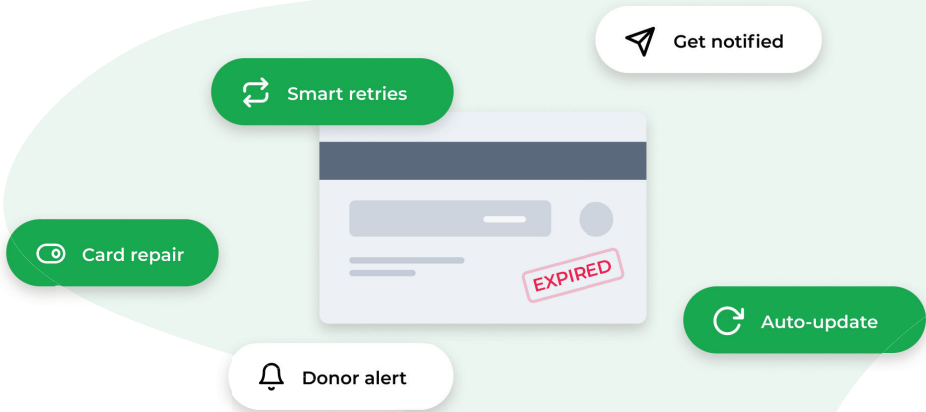 Get notified
Smart retries
Card repair
EXPIRED
Auto-update
Donor alert